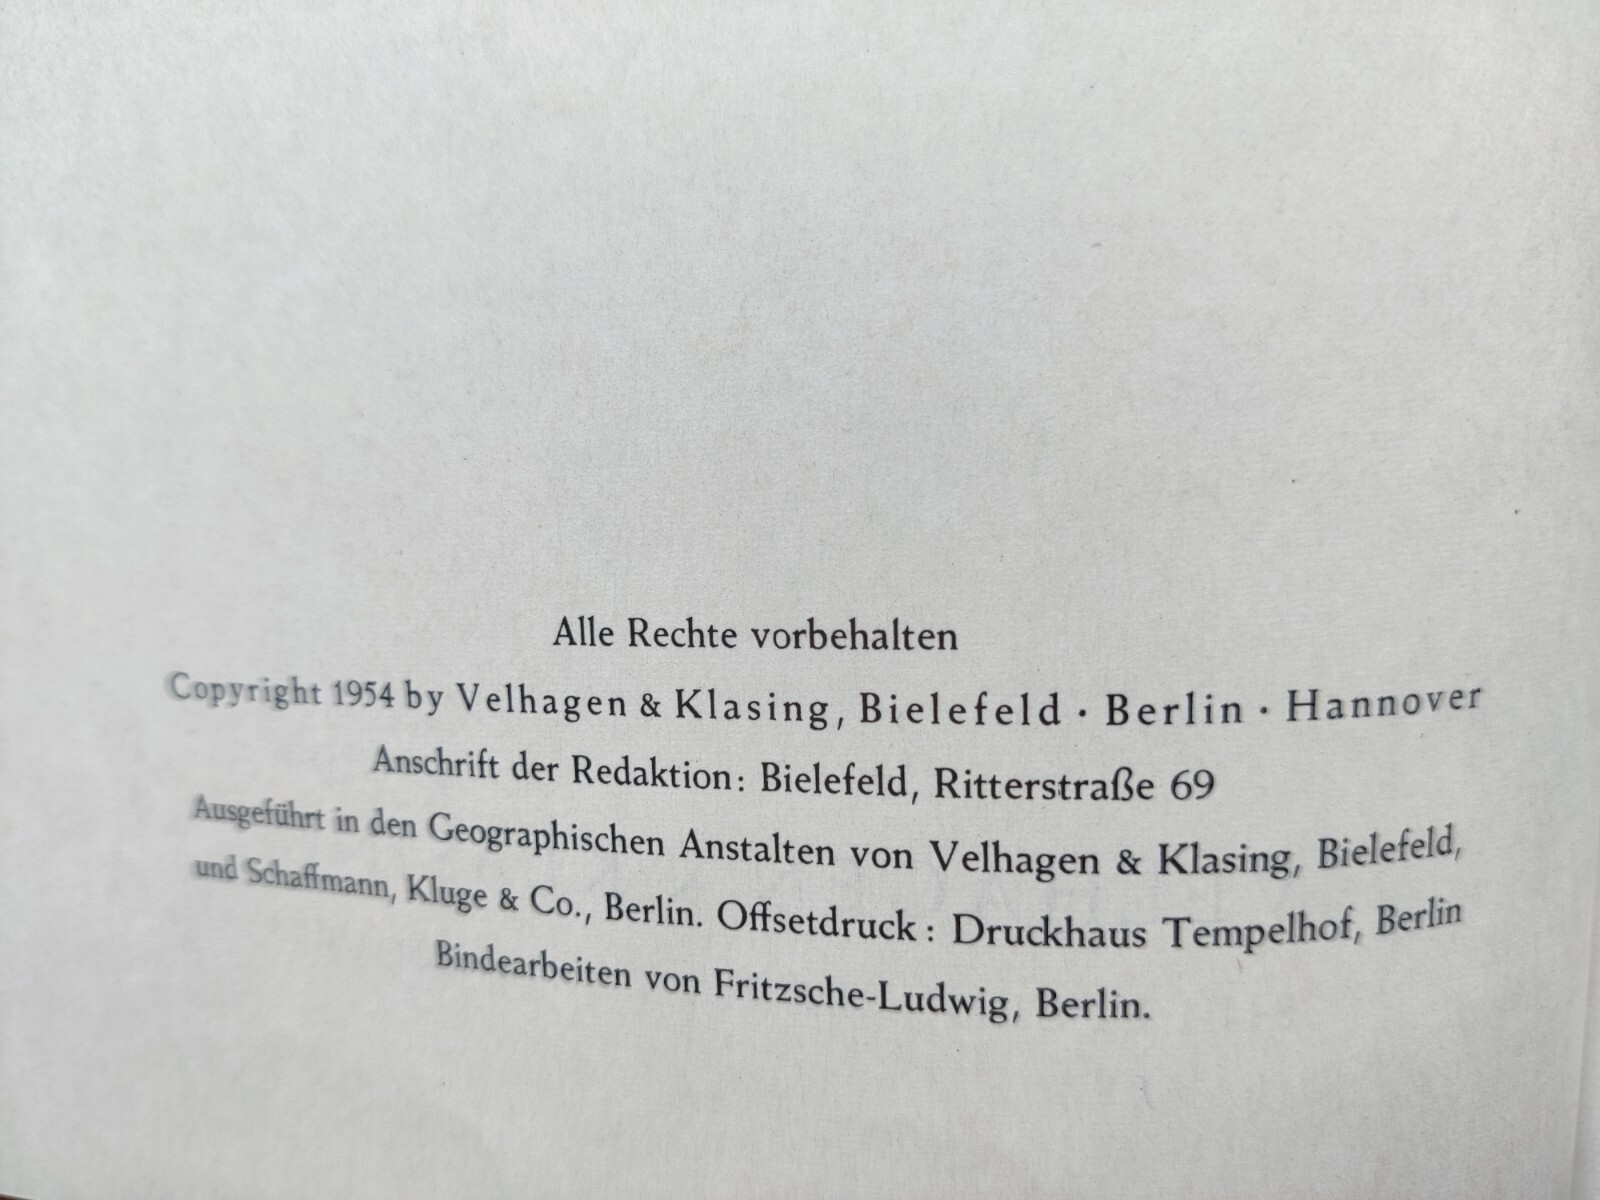 Alle Rechte vorbehalten
Copyright 1954 by Velhagen & Klasing, Bielefeld · Berlin · Hannover
Anschrift der Redaktion: Bielefeld, Ritterstraße 69
Ausgeführt in den Geographischen Anstalten von Velhagen & Klasing, Bielefeld,
und Schaffmann, Kluge & Co., Berlin. Offsetdruck: Druckhaus Tempelhof, Berlin
Bindearbeiten von Fritzsche-Ludwig, Berlin.